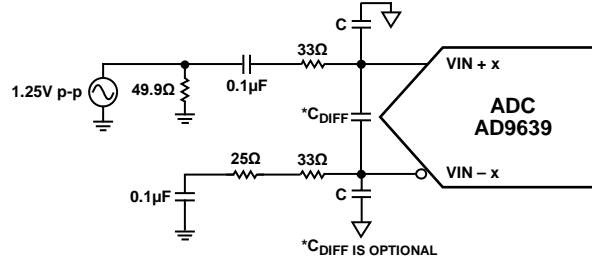 C
33Ω
0.1µF
1.25V p-p
49.9Ω
VIN + x
ADC
AD9639
*CDIFF
VIN – x
25Ω
33Ω
C
0.1µF
*CDIFF IS OPTIONAL